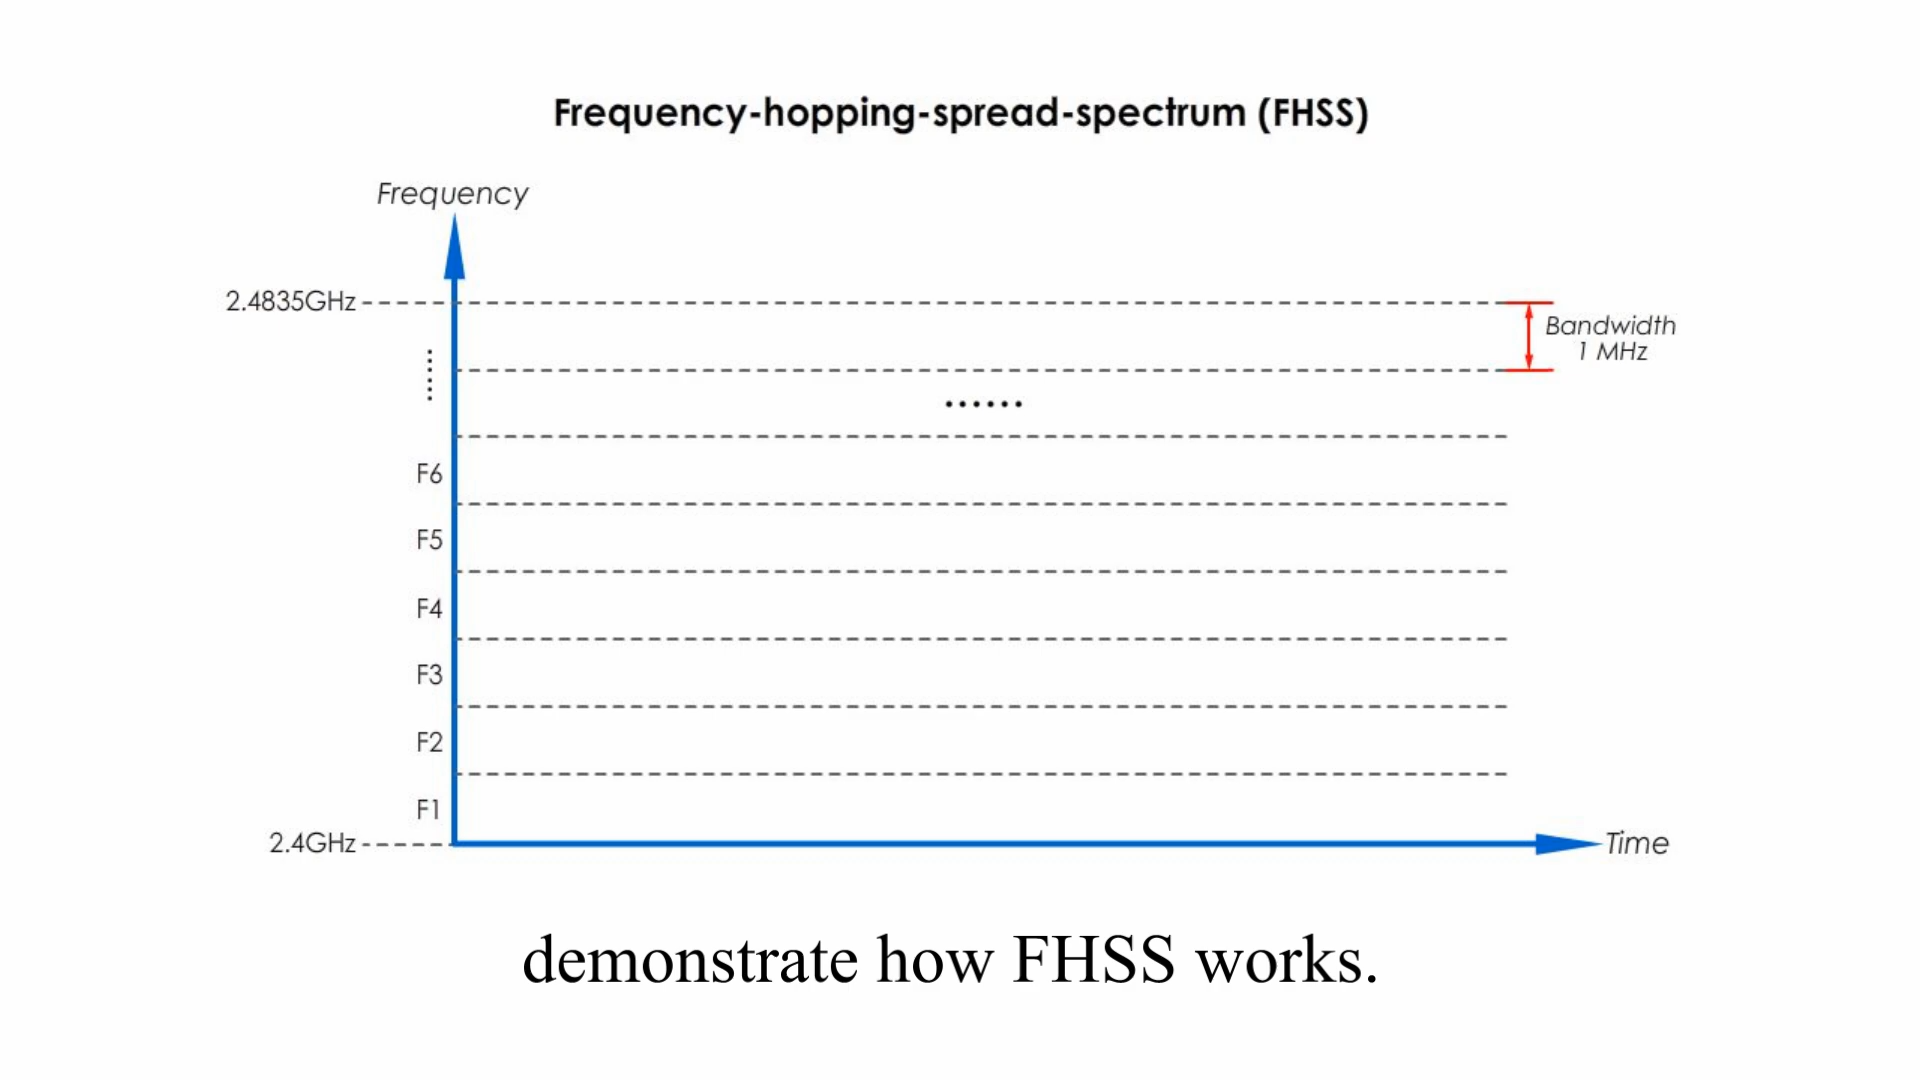 Frequency-hopping-spread-spectrum (FHSS)
Frequency
2.4835GHz
Bandwidth
1 MHz
......
F6
F5
F4
F3
F2
F1
2.4GHz
Time
demonstrate how FHSS works.